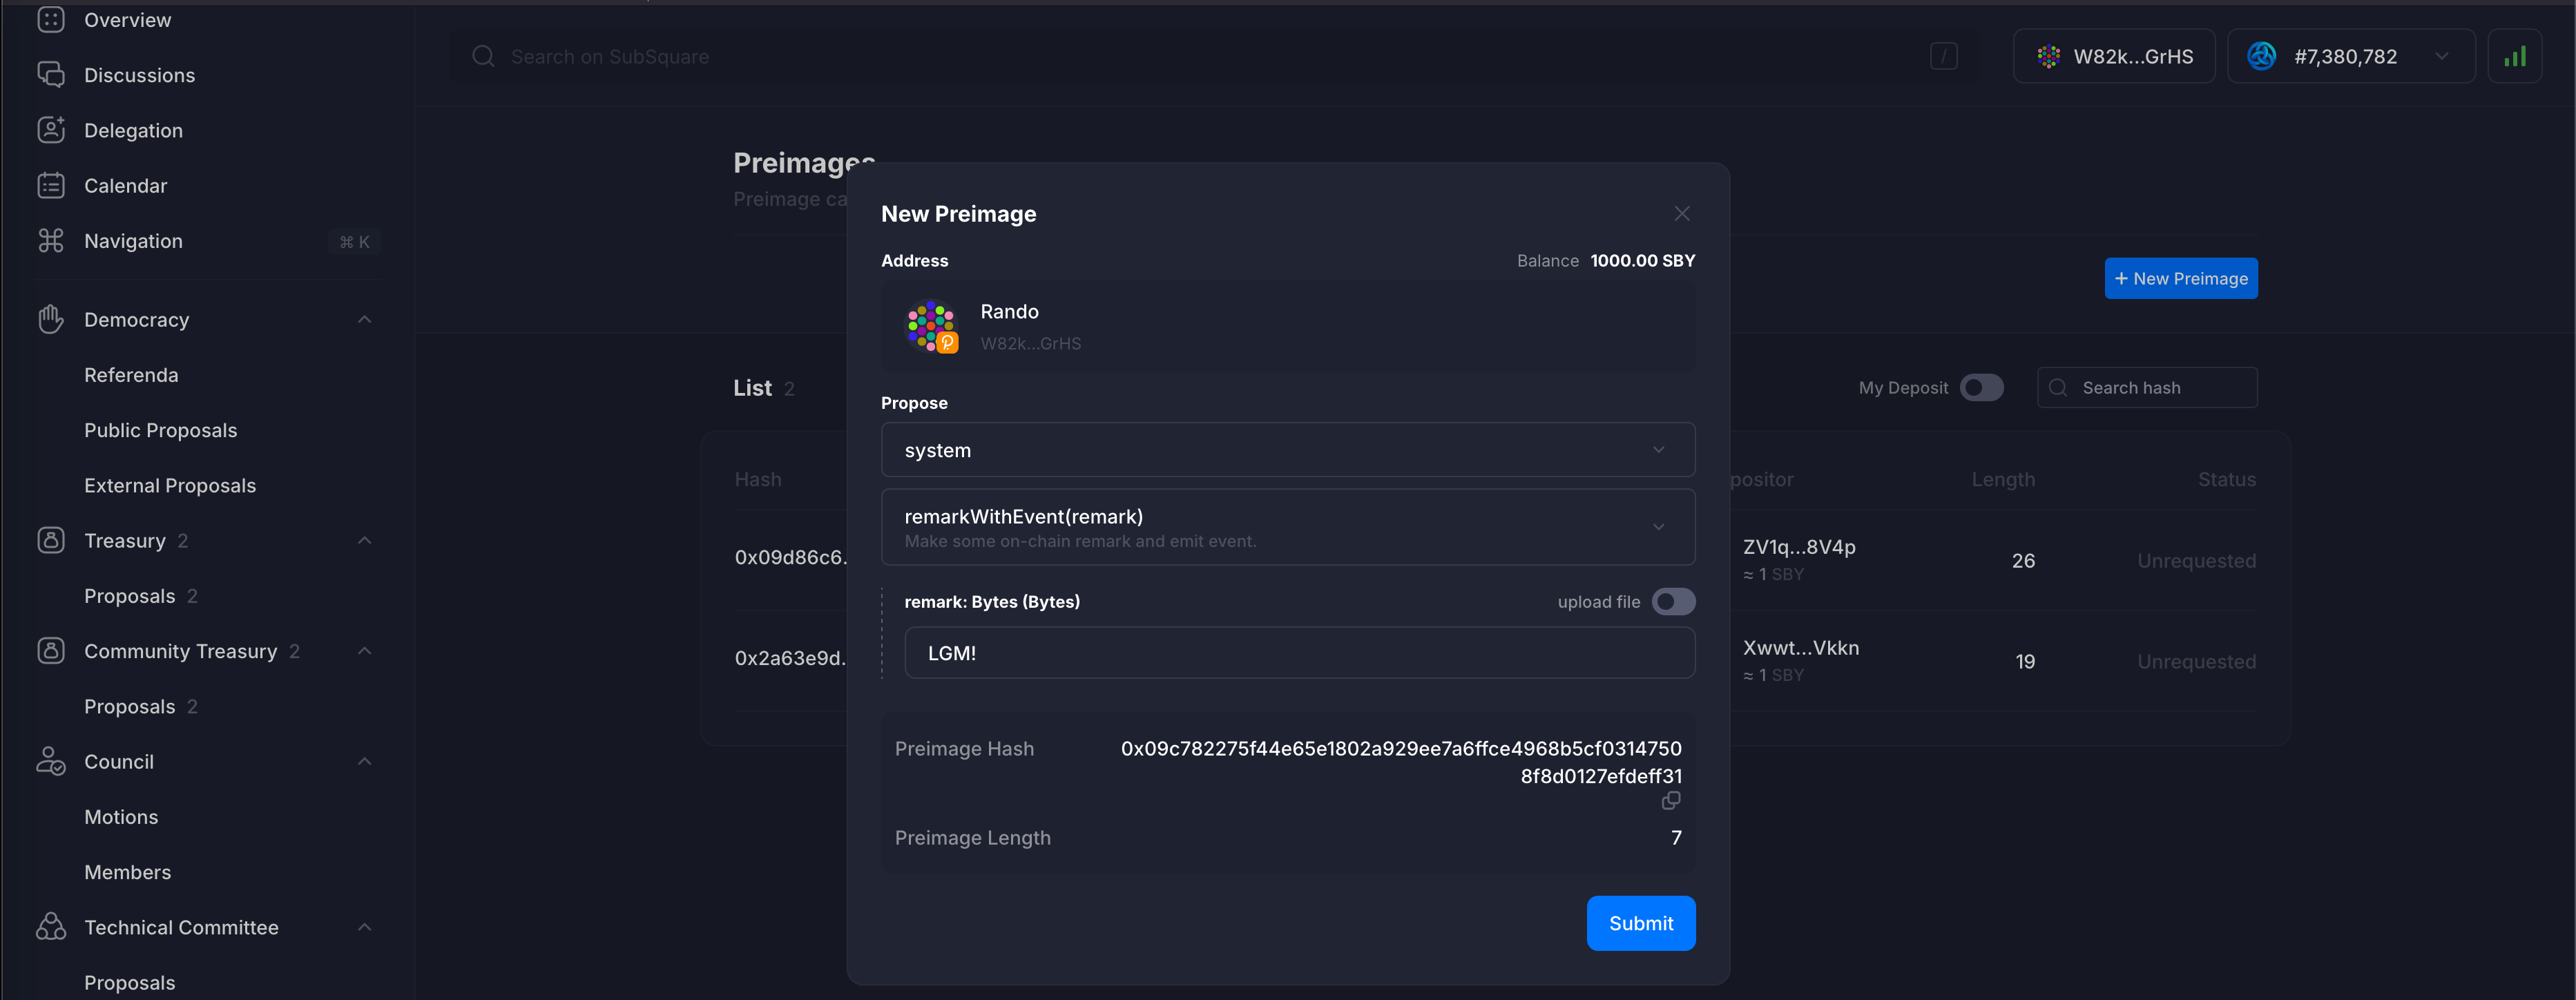 Overview
Discussions
Delegation
Calendar
Navigation ⌘ K
Democracy
Referenda
Public Proposals
External Proposals
Treasury 2
Proposals 2
Community Treasury 2
Proposals 2
Council
Motions
Members
Technical Committee
Proposals
Search on SubSquare /
W82k...GrHS
#7,380,782
Preimages
Preimage ca
+ New Preimage
List 2
My Deposit
Search hash
Hash
positor Length Status
0x09d86c6.
ZV1q...8V4p
≈ 1 SBY
26
Unrequested
0x2a63e9d.
Xwwt...Vkkn
≈ 1 SBY
19
Unrequested
New Preimage
Address
Balance 1000.00 SBY
Rando
W82k...GrHS
Propose
system
remarkWithEvent(remark)
Make some on-chain remark and emit event.
remark: Bytes (Bytes)
upload file
LGM!
Preimage Hash
0x09c782275f44e65e1802a929ee7a6ffce4968b5cf0314750
8f8d0127efdeff31
Preimage Length 7
Submit